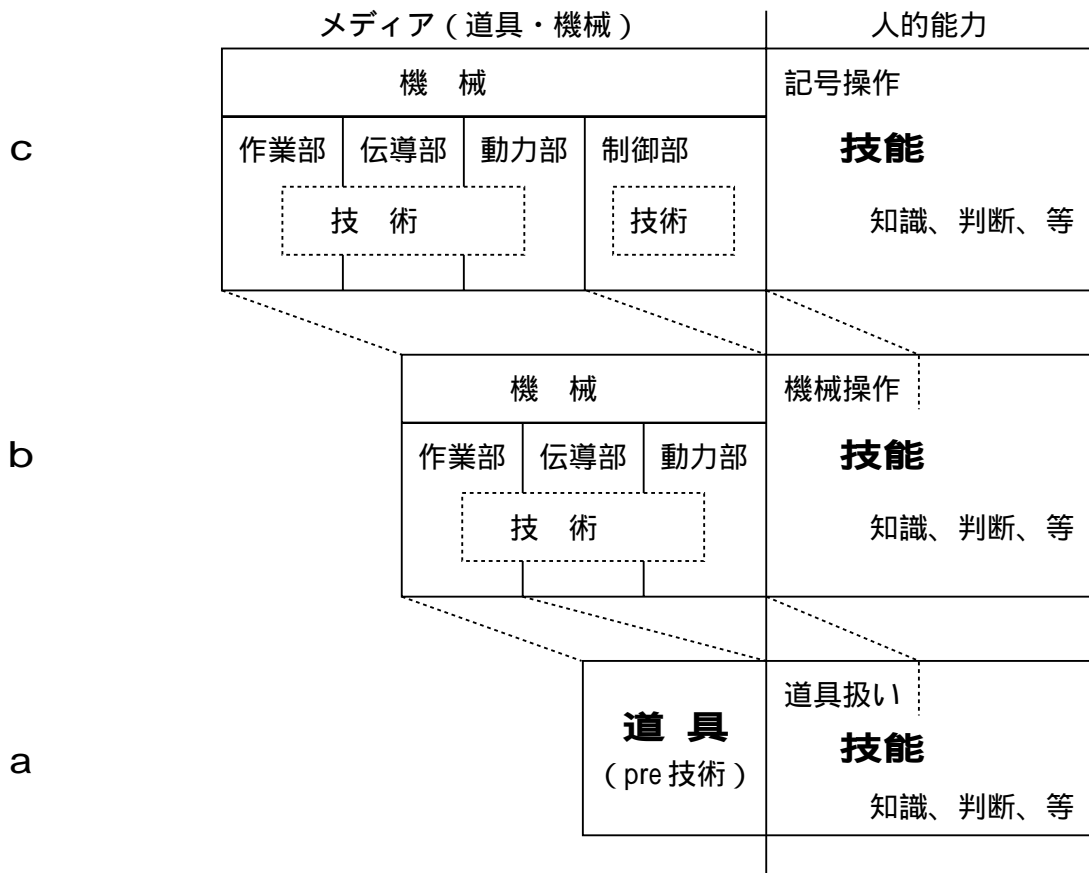 メディア（道具・機械） 人的能力
機 械 記号操作
c 作業部 伝導部 動力部 制御部 技能
技 術 技術 知識、判断、等
機 械 機械操作
b 作業部 伝導部 動力部 技能
技 術 知識、判断、等
道具扱い
道 具 技能
a （pre 技術） 知識、判断、等